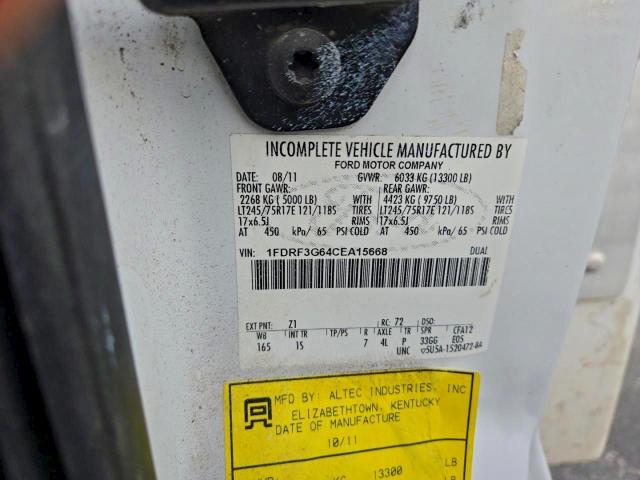 INCOMPLETE VEHICLE MANUFACTURED BY
FORD MOTOR COMPANY
DATE: 08/11 GVWR: 6033 KG (13300 LB)
FRONT GAWR: REAR GAWR:
2268 KG ( 5000 LB) WITH 4423 KG ( 9750 LB) WITH
LT245/75R17E 121/118S TIRES LT245/75R17E 121/118S TIRES
17x6.5J RIMS 17x6.5J RIMS
AT 450 kPa/ 65 PSI COLD AT 450 kPa/ 65 PSI COLD
VIN: 1FDRF3G64CEA15668 DUAL
EXT PNT: Z1 RC: 72 DSO:
WB INT TR TP/PS R AXLE TR SPR CFA12
165 1S 7 4L P 33GG EDS
UNC 5U5A-1520472-BA
MFD BY: ALTEC INDUSTRIES, INC
ELIZABETHTOWN, KENTUCKY
DATE OF MANUFACTURE
10/11
KG 13300 LB
LB